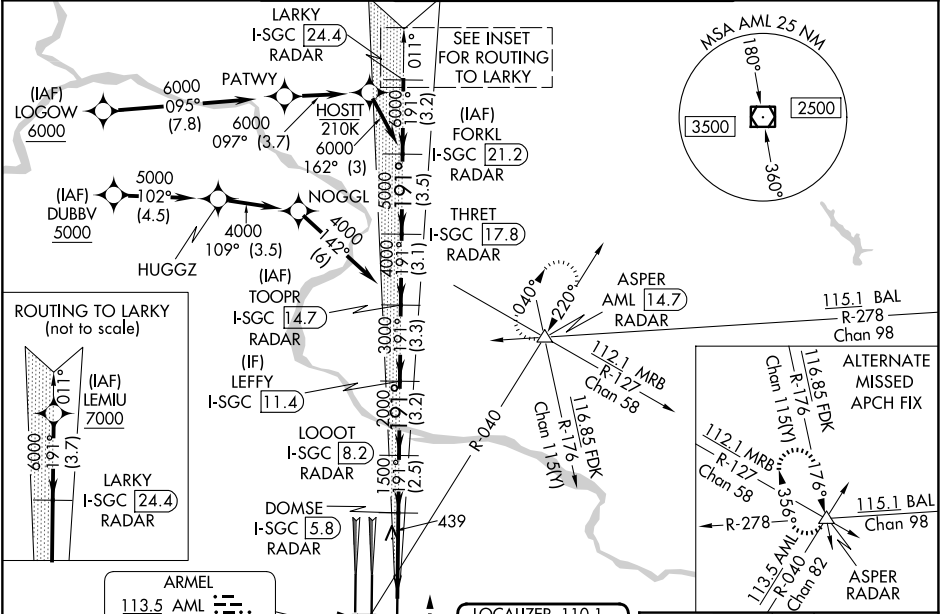 LARKY
I-SGC 24.4
RADAR
011°
SEE INSET
FOR ROUTING
TO LARKY
MSA AML 25 NM
180°
3500
2500
360°
(IAF)
LOGOW
6000
6000
095°
(7.8)
PATWY
6000
097° (3.7)
HOSTT
210K
6000
162° (3)
6000
191°
(3.2)
(IAF)
FORKL
I-SGC 21.2
RADAR
5000
191°
(3.5)
(IAF)
DUBBV
5000
5000
102°
(4.5)
HUGGZ
4000
109° (3.5)
NOGGL
4000
142°
(6)
THRET
I-SGC 17.8
RADAR
4000
191°
(3.1)
(IAF)
TOOPR
I-SGC 14.7
RADAR
3000
191°
(3.3)
(IF)
LEFFY
I-SGC 11.4
2000
191°
(3.2)
LOOOT
I-SGC 8.2
RADAR
1500
191°
(2.5)
DOMSE
I-SGC 5.8
RADAR
439
040°
220°
ASPER
AML 14.7
RADAR
115.1 BAL
R-278
Chan 98
112.1 MRB
R-127
Chan 58
116.85 FDK
R-176
Chan 115(Y)
R-040
ROUTING TO LARKY
(not to scale)
011°
(IAF)
LEMIU
7000
6000
191°
(3.7)
LARKY
I-SGC 24.4
RADAR
ALTERNATE
MISSED
APCH FIX
116.85 FDK
R-176
Chan 115(Y)
112.1 MRB
R-127
Chan 58
176°
356°
115.1 BAL
Chan 98
R-278
113.5 AML
R-040
Chan 82
ASPER
RADAR
ARMEL
113.5 AML
LOCALIZER 110.1